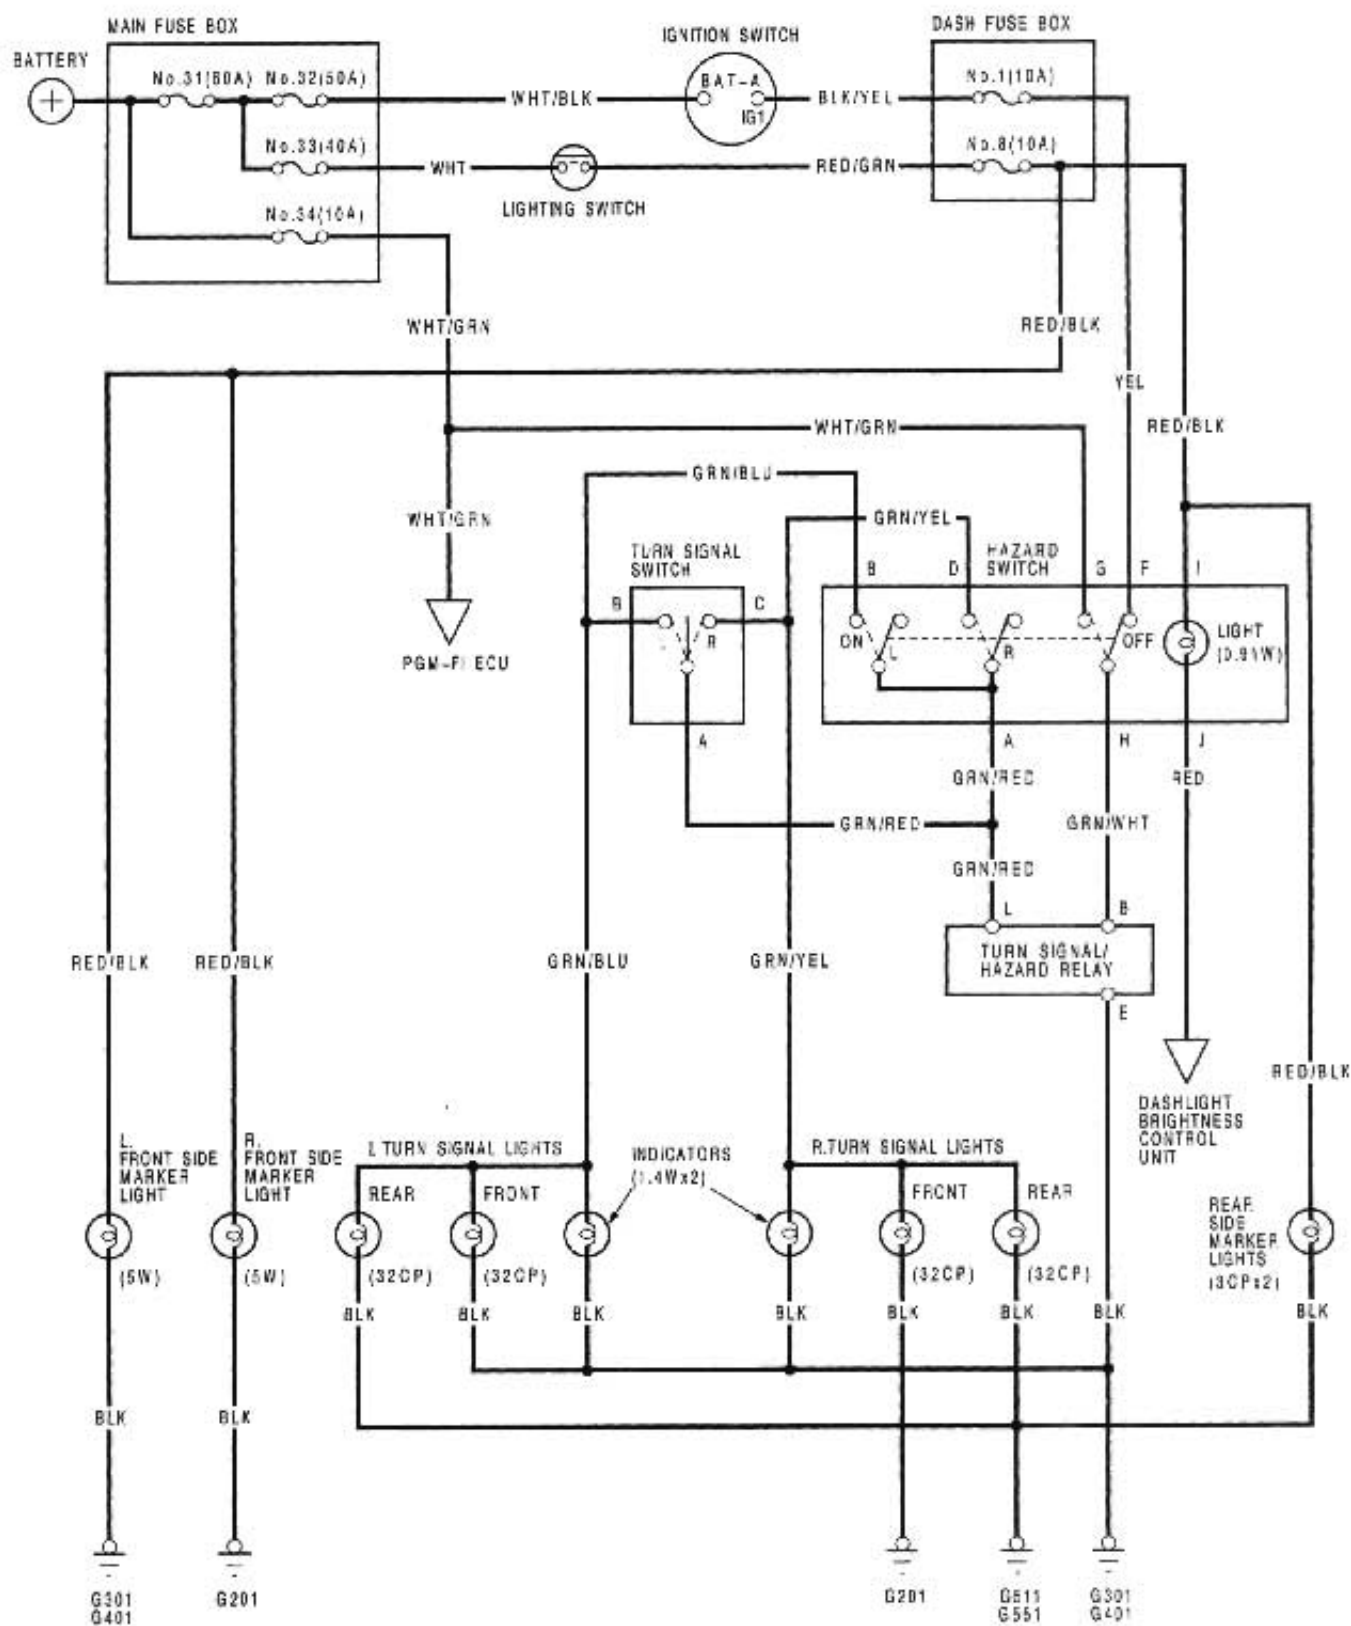 MAIN FUSE BOX
DASH FUSE BOX
IGNITION SWITCH
BATTERY
No.31(80A) No.32(50A)
BAT-A
No.1(10A)
WHT/BLK
BLK/YEL
IG1
No.33(40A)
No.8(10A)
WHT
RED/GRN
LIGHTING SWITCH
No.34(10A)
WHT/GRN
RED/BLK
YEL
WHT/GRN
RED/BLK
GRN/BLU
WHT/GRN
GRN/YEL
TURN SIGNAL
SWITCH
HAZARD
SWITCH
B
D
G
F
I
B
C
R
ON
L
R
OFF
LIGHT
PGM-FI ECU
A
A
H
J
GRN/RED
RED
GRN/RED
GRN/WHT
GRN/RED
L
B
TURN SIGNAL/
HAZARD RELAY
E
RED/BLK
RED/BLK
GRN/BLU
GRN/YEL
RED/BLK
DASHLIGHT
BRIGHTNESS
CONTROL
UNIT
L.
FRONT SIDE
MARKER
LIGHT
R.
FRONT SIDE
MARKER
LIGHT
L TURN SIGNAL LIGHTS
INDICATORS
(1.4Wx2)
R.TURN SIGNAL LIGHTS
REAR
FRONT
FRONT
REAR
REAR
SIDE
MARKER
LIGHTS
(3CPx2)
(5W)
(5W)
(32CP)
(32CP)
(32CP)
(32CP)
BLK
BLK
BLK
BLK
BLK
BLK
BLK
BLK
BLK
BLK
G301
G401
G201
G201
G511
G551
G301
G401